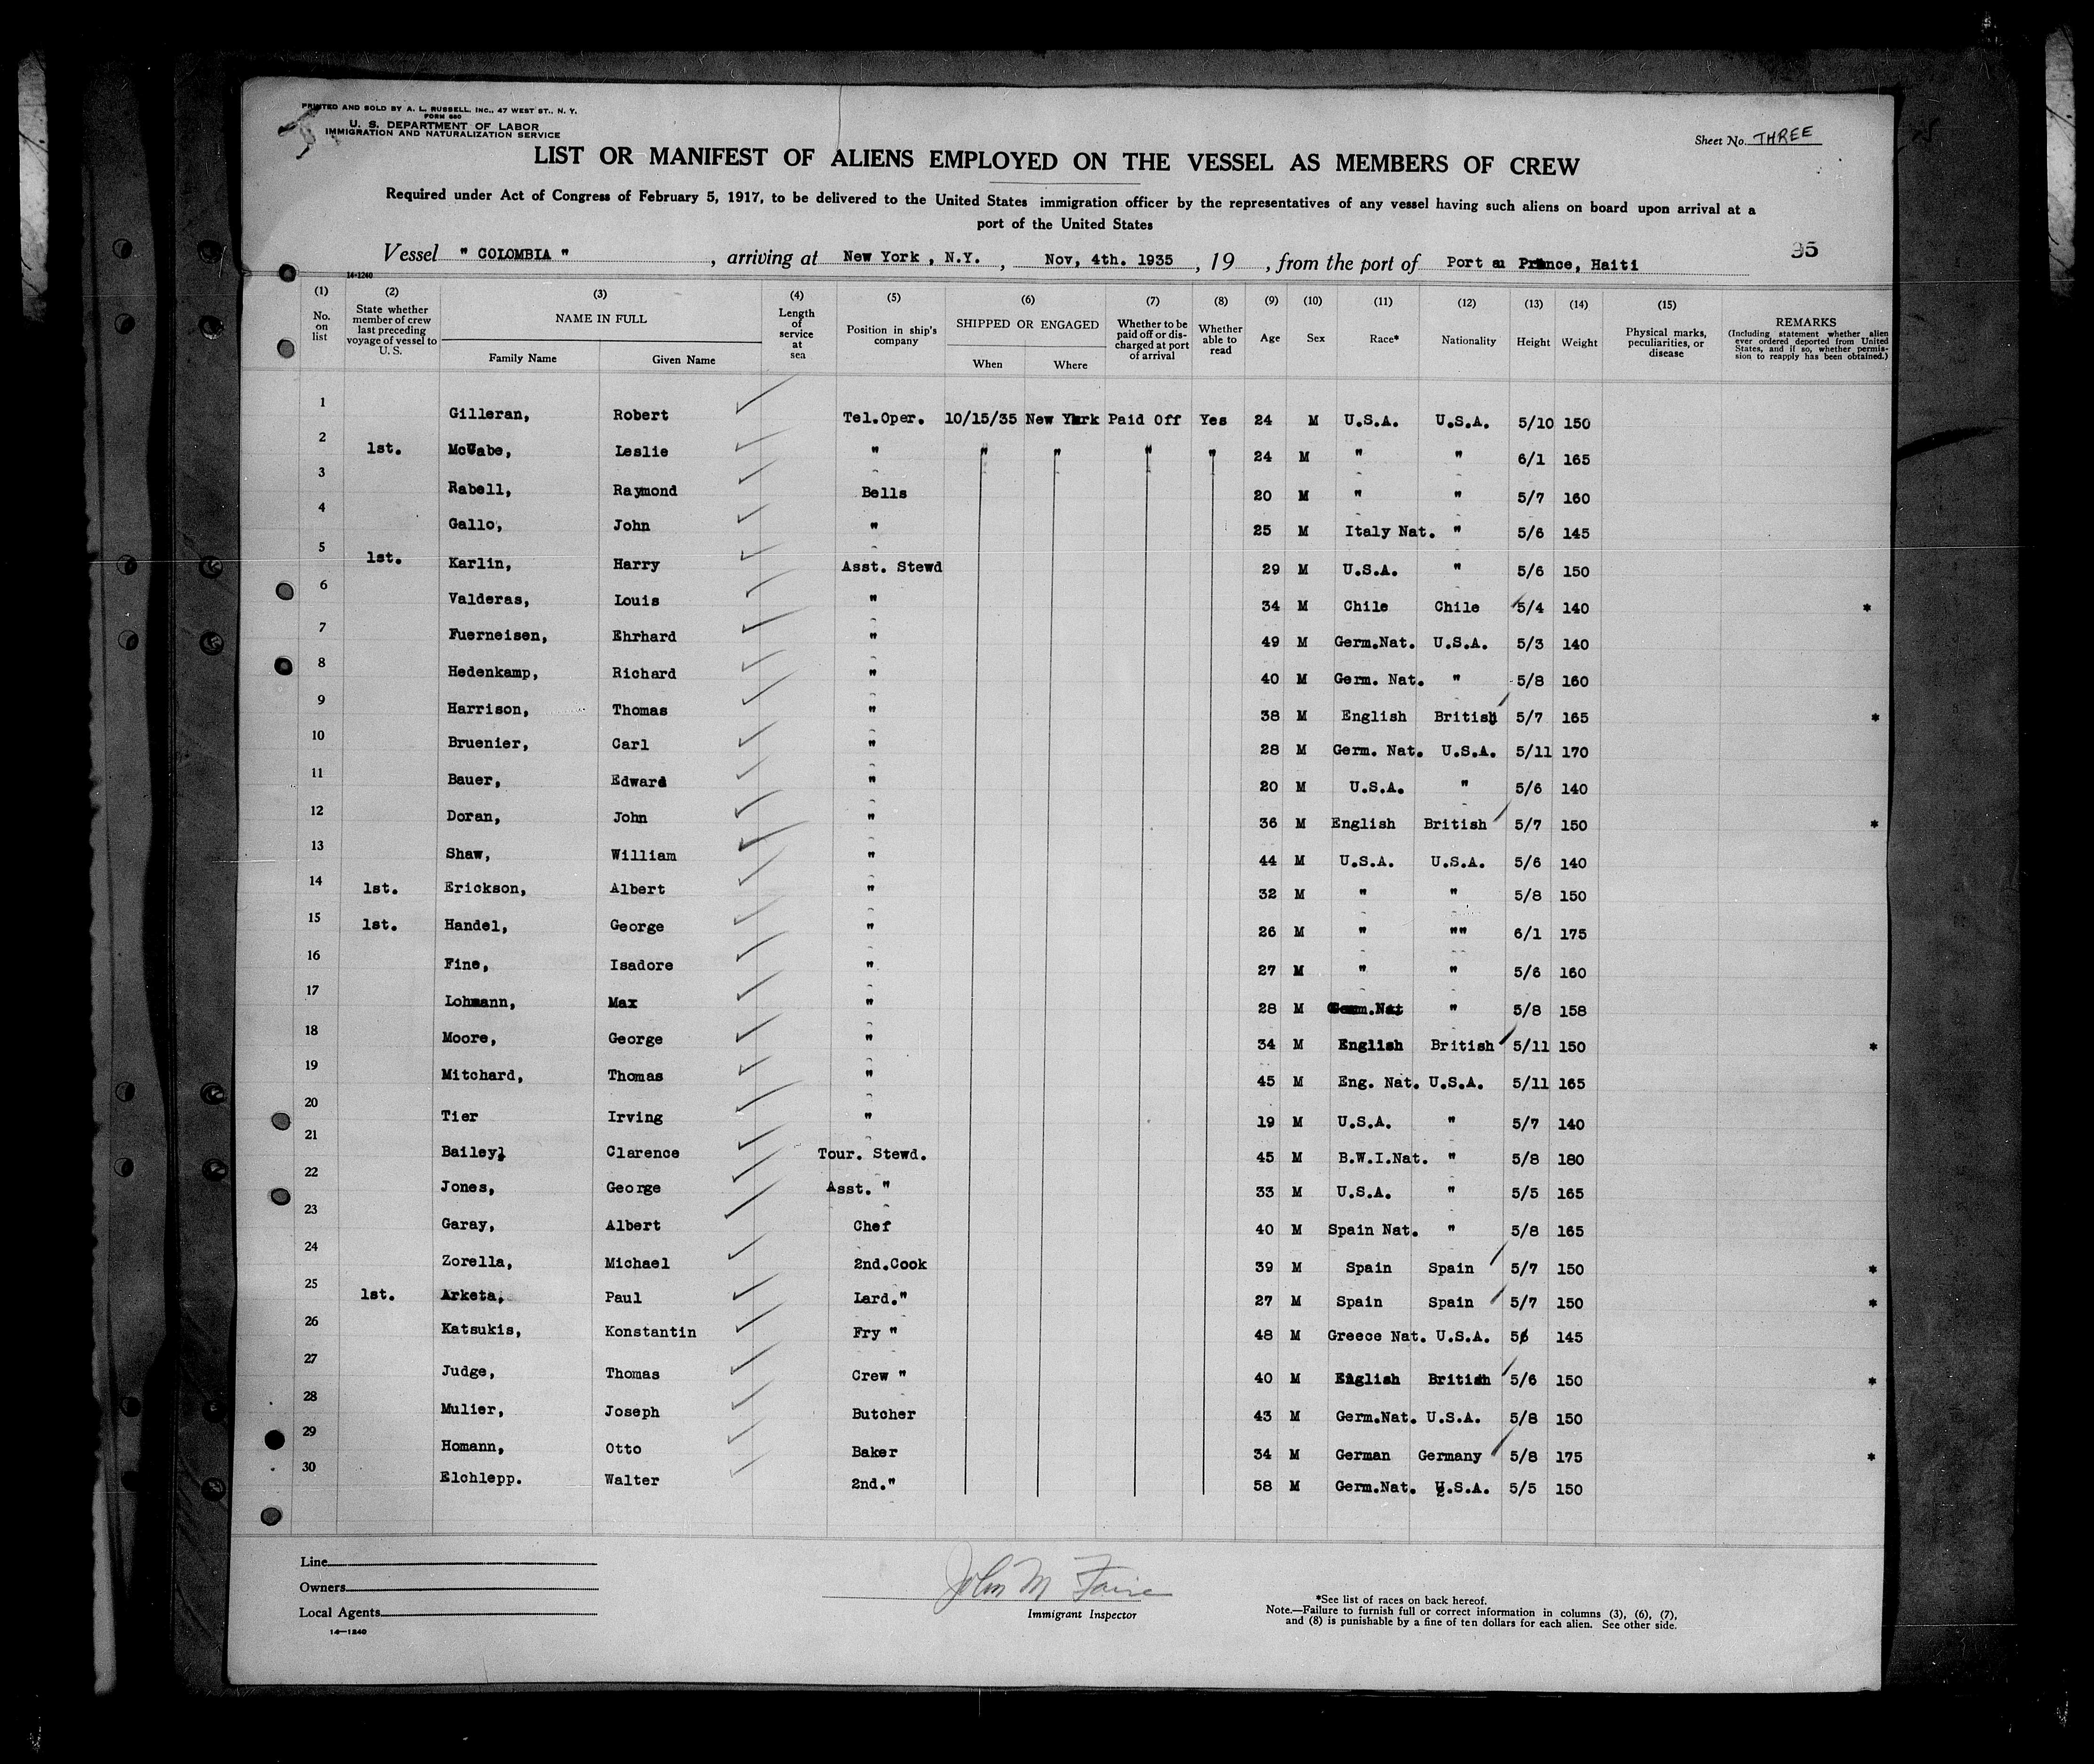 PRINTED AND SOLD BY A. L. RUSSELL, INC., 47 WEST ST., N. Y.
FORM 680
U. S. DEPARTMENT OF LABOR
IMMIGRATION AND NATURALIZATION SERVICE
Sheet No. THREE
LIST OR MANIFEST OF ALIENS EMPLOYED ON THE VESSEL AS MEMBERS OF CREW
Required under Act of Congress of February 5, 1917, to be delivered to the United States immigration officer by the representatives of any vessel having such aliens on board upon arrival at a
port of the United States
Vessel " COLOMBIA " , arriving at New York , N.Y. , Nov, 4th. 1935 , 19 , from the port of Port au Prince, Haiti
35
14-1240
(1) No. on list
(2) State whether member of crew last preceding voyage of vessel to U. S.
(3) NAME IN FULL Family Name Given Name
(4) Length of service at sea
(5) Position in ship's company
(6) SHIPPED OR ENGAGED When Where
(7) Whether to be paid off or discharged at port of arrival
(8) Whether able to read
(9) Age
(10) Sex
(11) Race*
(12) Nationality
(13) Height
(14) Weight
(15) Physical marks, peculiarities, or disease
REMARKS (Including statement whether alien ever ordered deported from United States, and if so, whether permission to reapply has been obtained.)
1 Gilleran, Robert Tel.Oper. 10/15/35 New York Paid Off Yes 24 M U.S.A. U.S.A. 5/10 150
2 1st. McCabe, Leslie " " " " " 24 M " " 6/1 165
3 Rabell, Raymond Bells 20 M " " 5/7 160
4 Gallo, John " 25 M Italy Nat. " 5/6 145
5 1st. Karlin, Harry Asst. Stewd 29 M U.S.A. " 5/6 150
6 Valderas, Louis " 34 M Chile Chile 5/4 140 *
7 Fuerneisen, Ehrhard " 49 M Germ.Nat. U.S.A. 5/3 140
8 Hedenkamp, Richard " 40 M Germ. Nat. " 5/8 160
9 Harrison, Thomas " 38 M English British 5/7 165 *
10 Bruenier, Carl " 28 M Germ. Nat. U.S.A. 5/11 170
11 Bauer, Edward " 20 M U.S.A. " 5/6 140
12 Doran, John " 36 M English British 5/7 150 *
13 Shaw, William " 44 M U.S.A. U.S.A. 5/6 140
14 1st. Erickson, Albert " 32 M " " 5/8 150
15 1st. Handel, George " 26 M " "" 6/1 175
16 Fine, Isadore " 27 M " " 5/6 160
17 Lohmann, Max " 28 M Germ.Nat " 5/8 158
18 Moore, George " 34 M English British 5/11 150 *
19 Mitchard, Thomas " 45 M Eng. Nat. U.S.A. 5/11 165
20 Tier Irving " 19 M U.S.A. " 5/7 140
21 Bailey, Clarence Tour. Stewd. 45 M B.W.I.Nat. " 5/8 180
22 Jones, George Asst. " 33 M U.S.A. " 5/5 165
23 Garay, Albert Chef 40 M Spain Nat. " 5/8 165
24 Zorella, Michael 2nd.Cook 39 M Spain Spain 5/7 150 *
25 1st. Arketa, Paul Lard." 27 M Spain Spain 5/7 150 *
26 Katsukis, Konstantin Fry " 48 M Greece Nat. U.S.A. 56 145
27 Judge, Thomas Crew " 40 M English British 5/6 150 *
28 Mulier, Joseph Butcher 43 M Germ.Nat. U.S.A. 5/8 150
29 Homann, Otto Baker 34 M German Germany 5/8 175 *
30 Elchlepp. Walter 2nd." 58 M Germ.Nat. U.S.A. 5/5 150
Line
Owners
Local Agents
14—1240
John M
Immigrant Inspector
*See list of races on back hereof.
Note.—Failure to furnish full or correct information in columns (3), (6), (7),
and (8) is punishable by a fine of ten dollars for each alien. See other side.